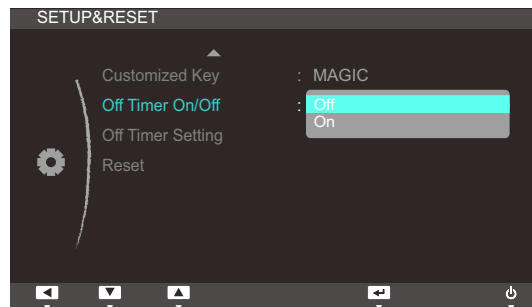 SETUP&RESET
Customized Key : MAGIC
Off Timer On/Off : Off
On
Off Timer Setting
Reset